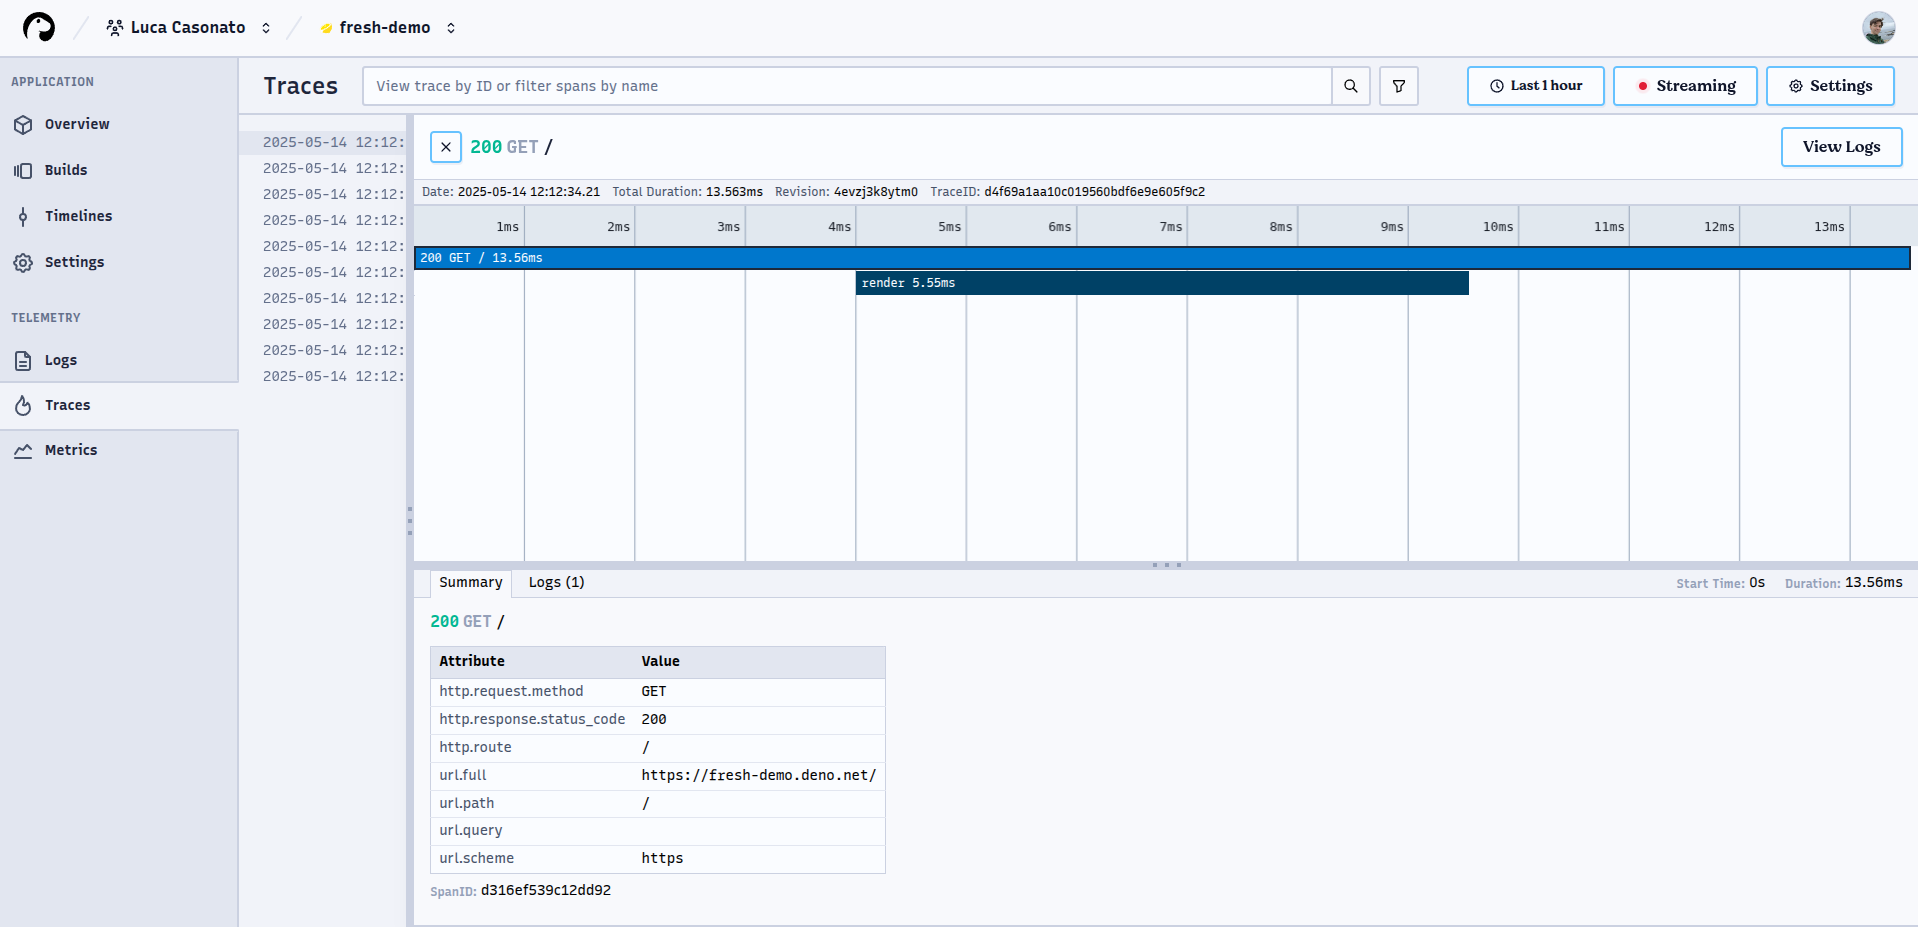 Luca Casonato
fresh-demo
APPLICATION
Overview
Builds
Timelines
Settings
TELEMETRY
Logs
Traces
Metrics
Traces
View trace by ID or filter spans by name
Last 1 hour
Streaming
Settings
2025-05-14 12:12:
2025-05-14 12:12:
2025-05-14 12:12:
2025-05-14 12:12:
2025-05-14 12:12:
2025-05-14 12:12:
2025-05-14 12:12:
2025-05-14 12:12:
2025-05-14 12:12:
2025-05-14 12:12:
200 GET /
View Logs
Date: 2025-05-14 12:12:34.21 Total Duration: 13.563ms Revision: 4evzj3k8ytm0 TraceID: d4f69a1aa10c019560bdf6e9e605f9c2
1ms 2ms 3ms 4ms 5ms 6ms 7ms 8ms 9ms 10ms 11ms 12ms 13ms
200 GET / 13.56ms
render 5.55ms
Summary Logs (1) Start Time: 0s Duration: 13.56ms
200 GET /
Attribute Value
http.request.method GET
http.response.status_code 200
http.route /
url.full https://fresh-demo.deno.net/
url.path /
url.query
url.scheme https
SpanID: d316ef539c12dd92